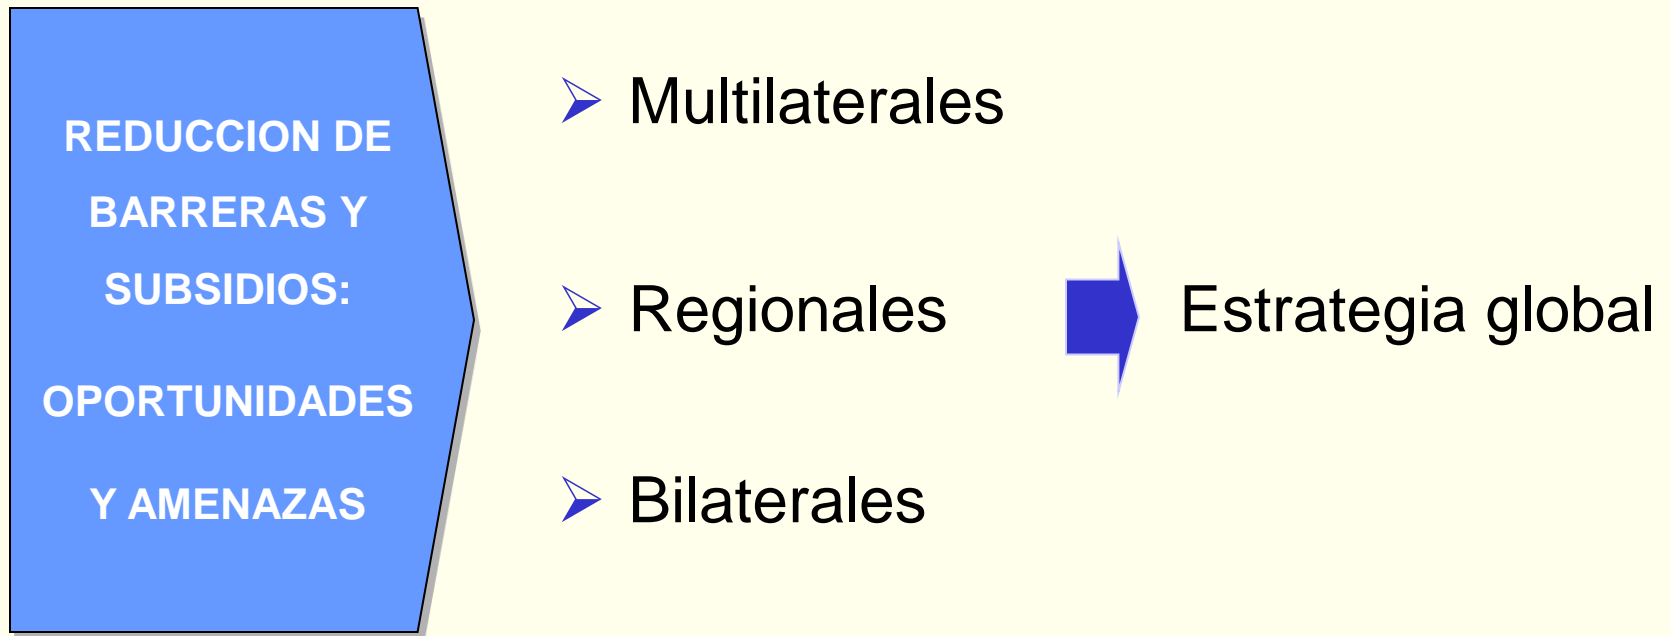 REDUCCION DE
BARRERAS Y
SUBSIDIOS:
OPORTUNIDADES
Y AMENAZAS
Multilaterales
Regionales
Estrategia global
Bilaterales